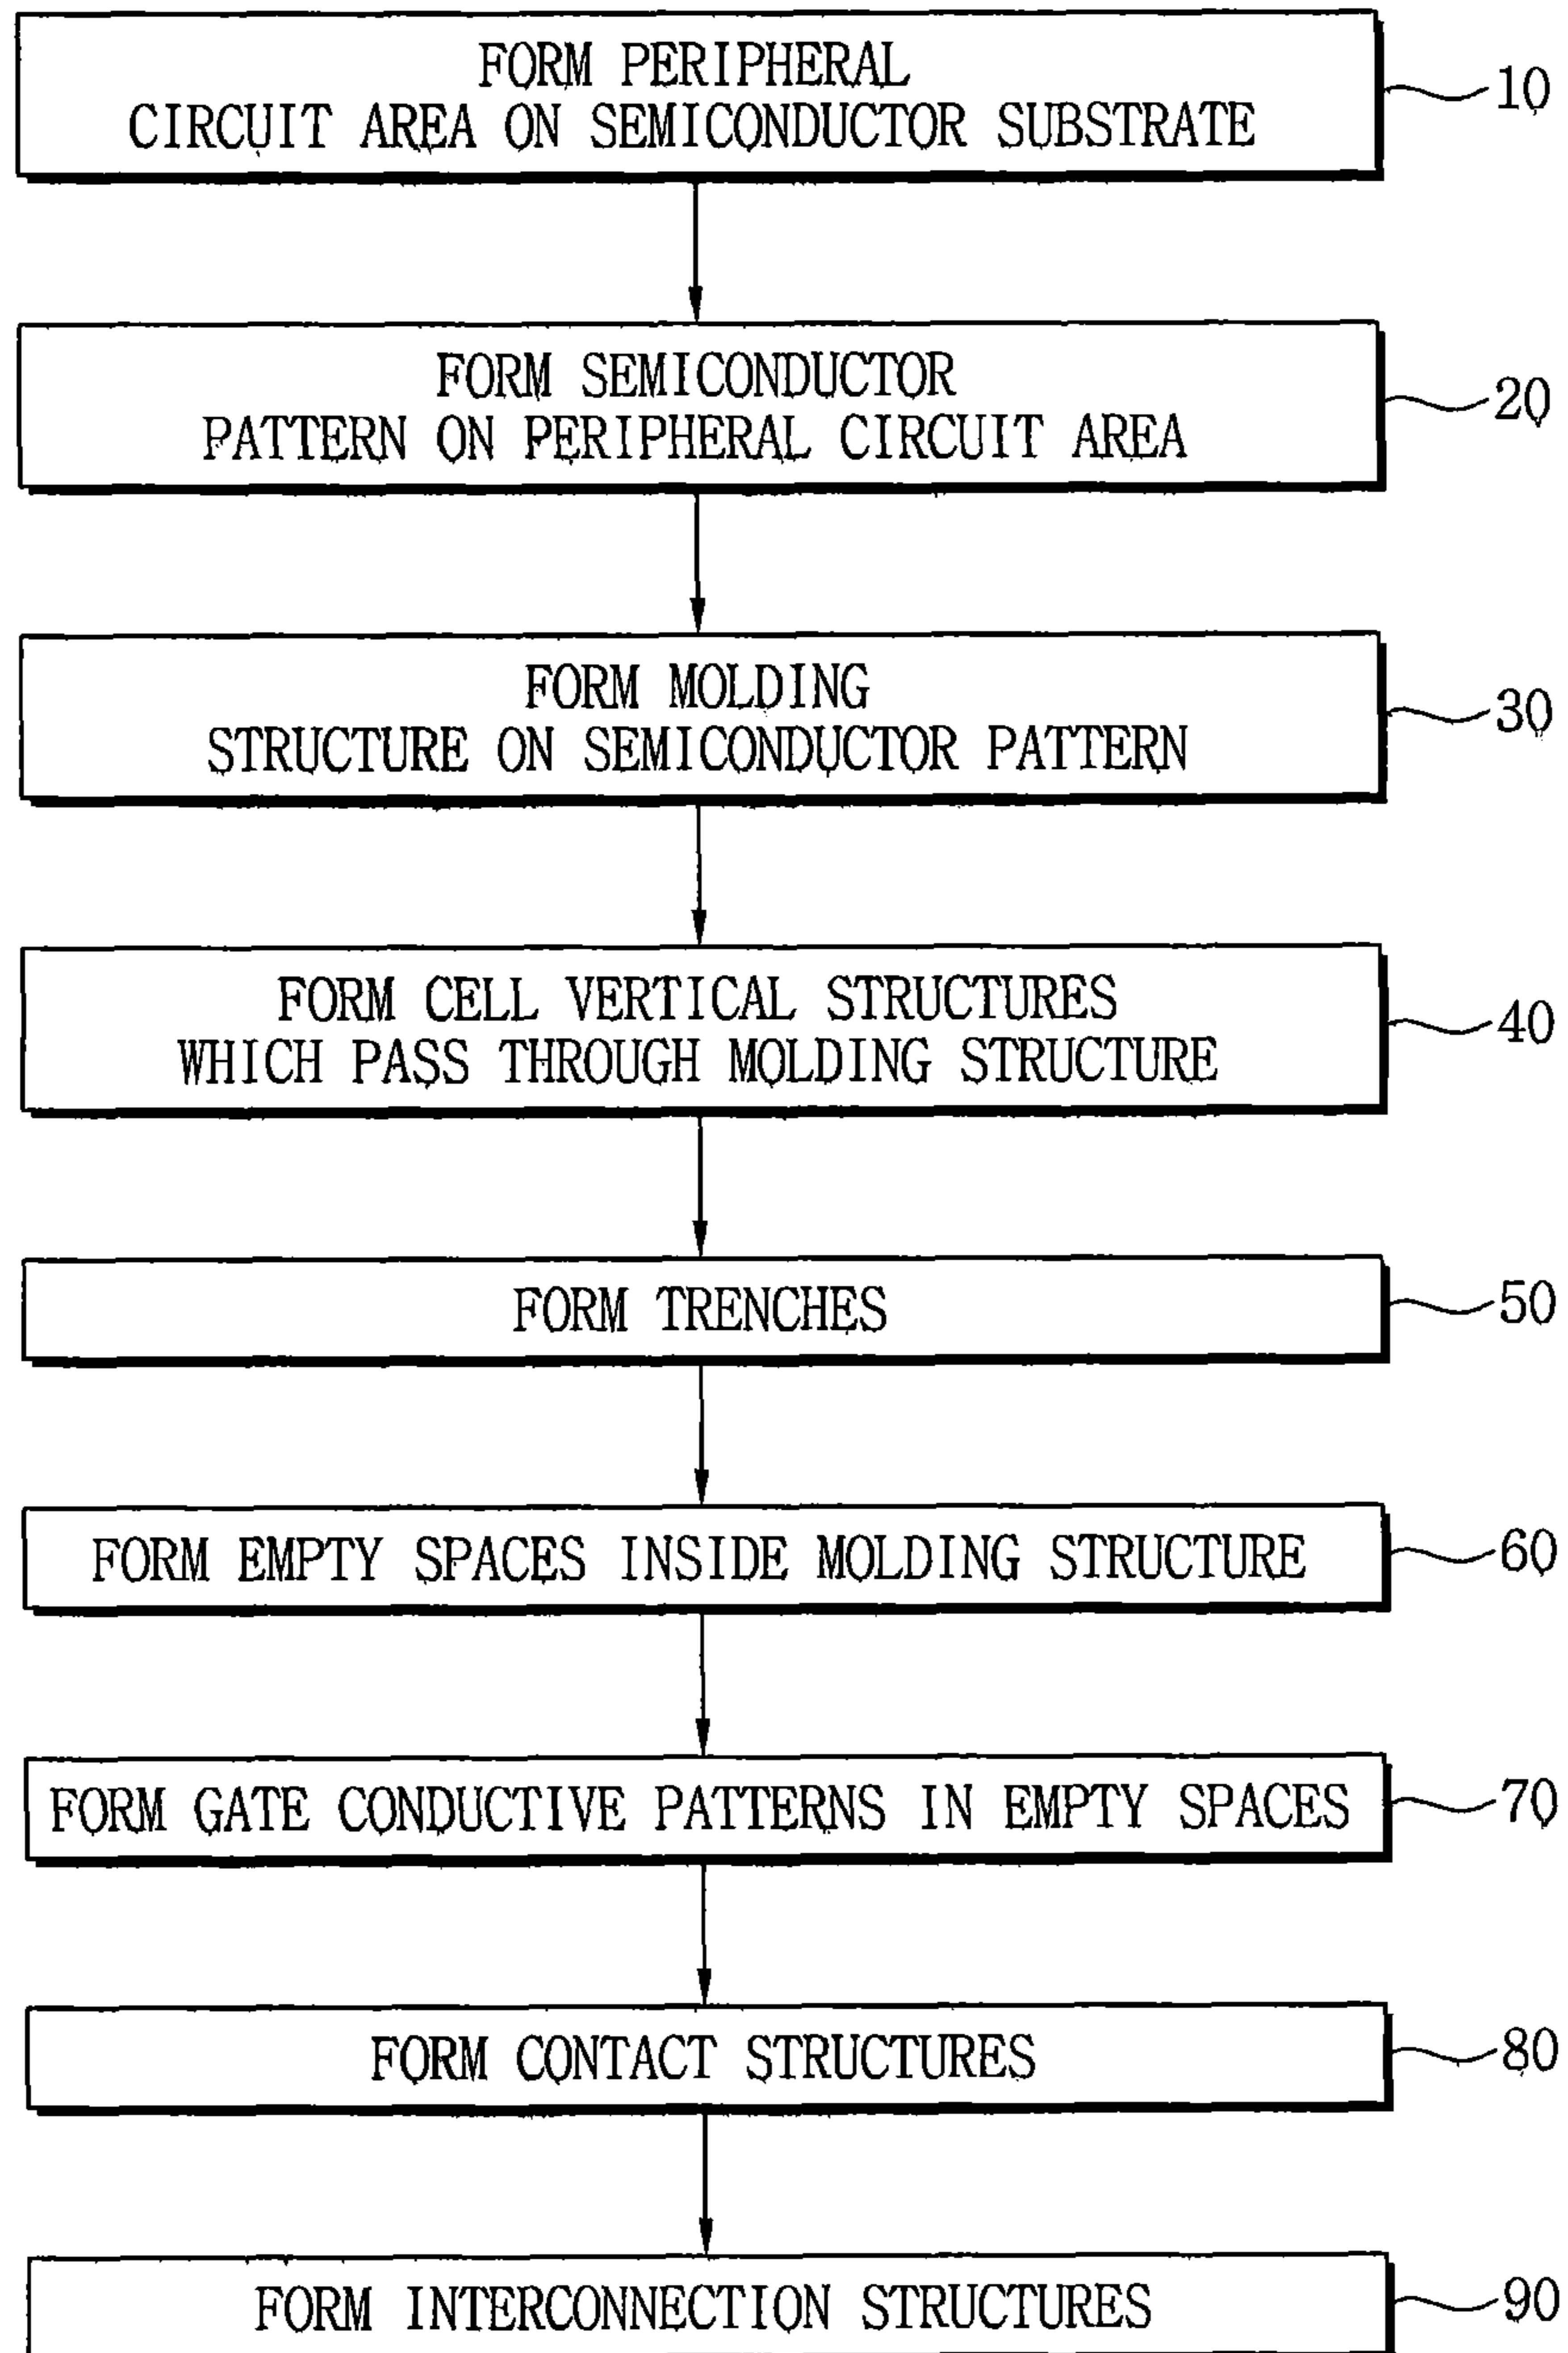 FORM PERIPHERAL
CIRCUIT AREA ON SEMICONDUCTOR SUBSTRATE
10
FORM SEMICONDUCTOR
PATTERN ON PERIPHERAL CIRCUIT AREA
20
FORM MOLDING
STRUCTURE ON SEMICONDUCTOR PATTERN
30
FORM CELL VERTICAL STRUCTURES
WHICH PASS THROUGH MOLDING STRUCTURE
40
FORM TRENCHES
50
FORM EMPTY SPACES INSIDE MOLDING STRUCTURE
60
FORM GATE CONDUCTIVE PATTERNS IN EMPTY SPACES
70
FORM CONTACT STRUCTURES
80
FORM INTERCONNECTION STRUCTURES
90